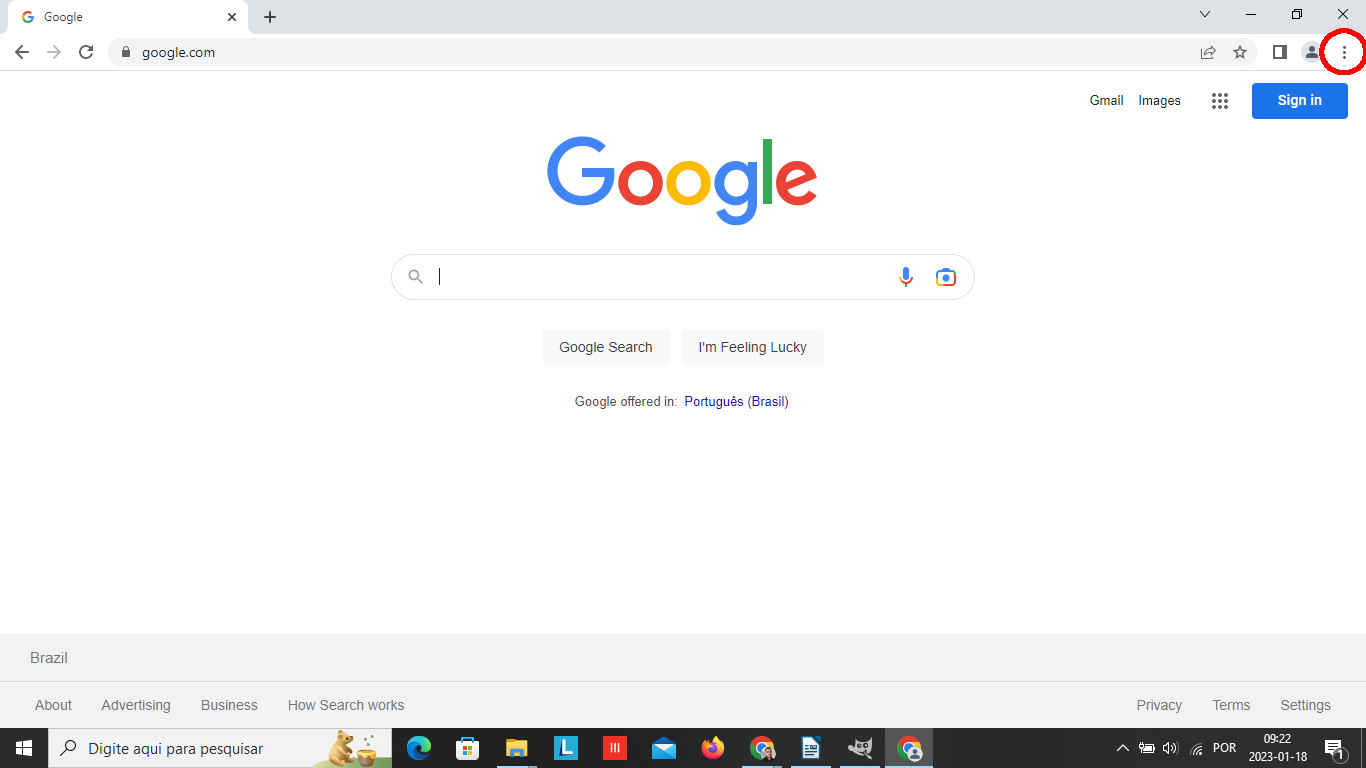 Google
google.com
Gmail Images Sign in
Google
Google Search I'm Feeling Lucky
Google offered in: Português (Brasil)
Brazil
About Advertising Business How Search works Privacy Terms Settings
Digite aqui para pesquisar L POR 09:22
2023-01-18 1